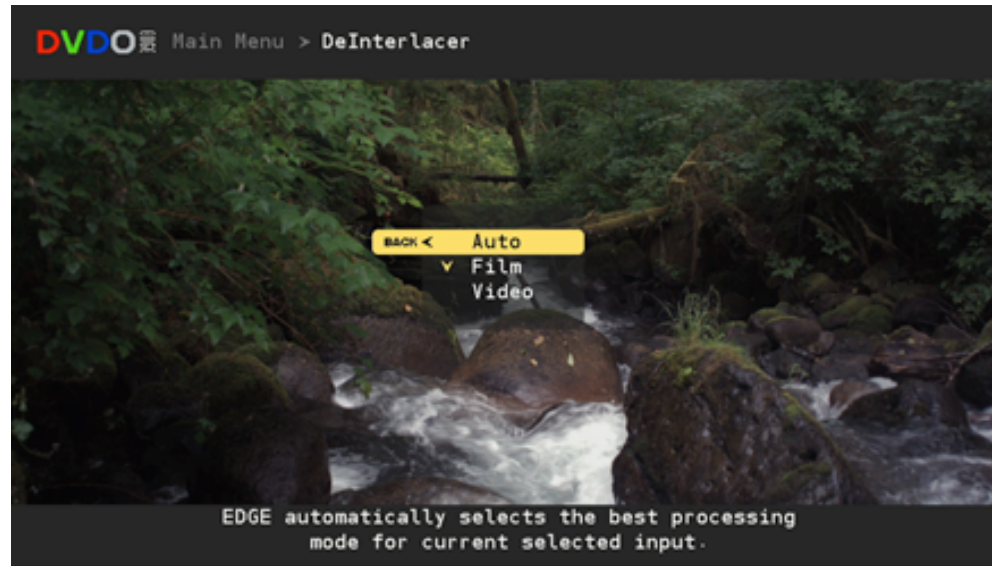 DVDO Main Menu > DeInterlacer
BACK < Auto
Film
Video
EDGE automatically selects the best processing
mode for current selected input.